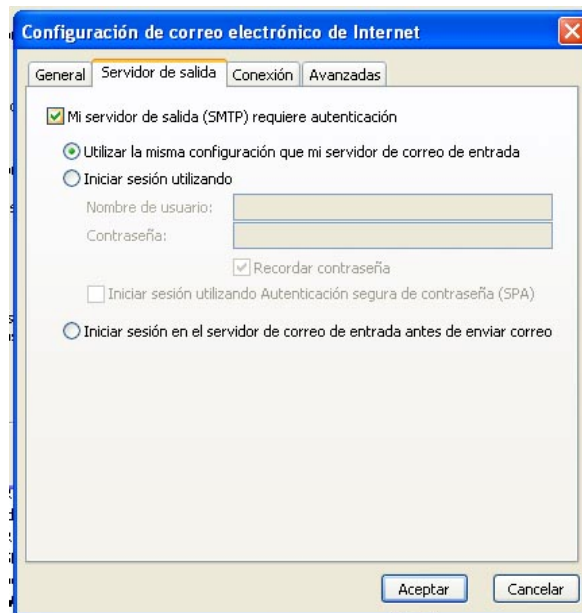 Configuración de correo electrónico de Internet
General Servidor de salida Conexión Avanzadas
Mi servidor de salida (SMTP) requiere autenticación
Utilizar la misma configuración que mi servidor de correo de entrada
Iniciar sesión utilizando
Nombre de usuario:
Contraseña:
Recordar contraseña
Iniciar sesión utilizando Autenticación segura de contraseña (SPA)
Iniciar sesión en el servidor de correo de entrada antes de enviar correo
Aceptar Cancelar